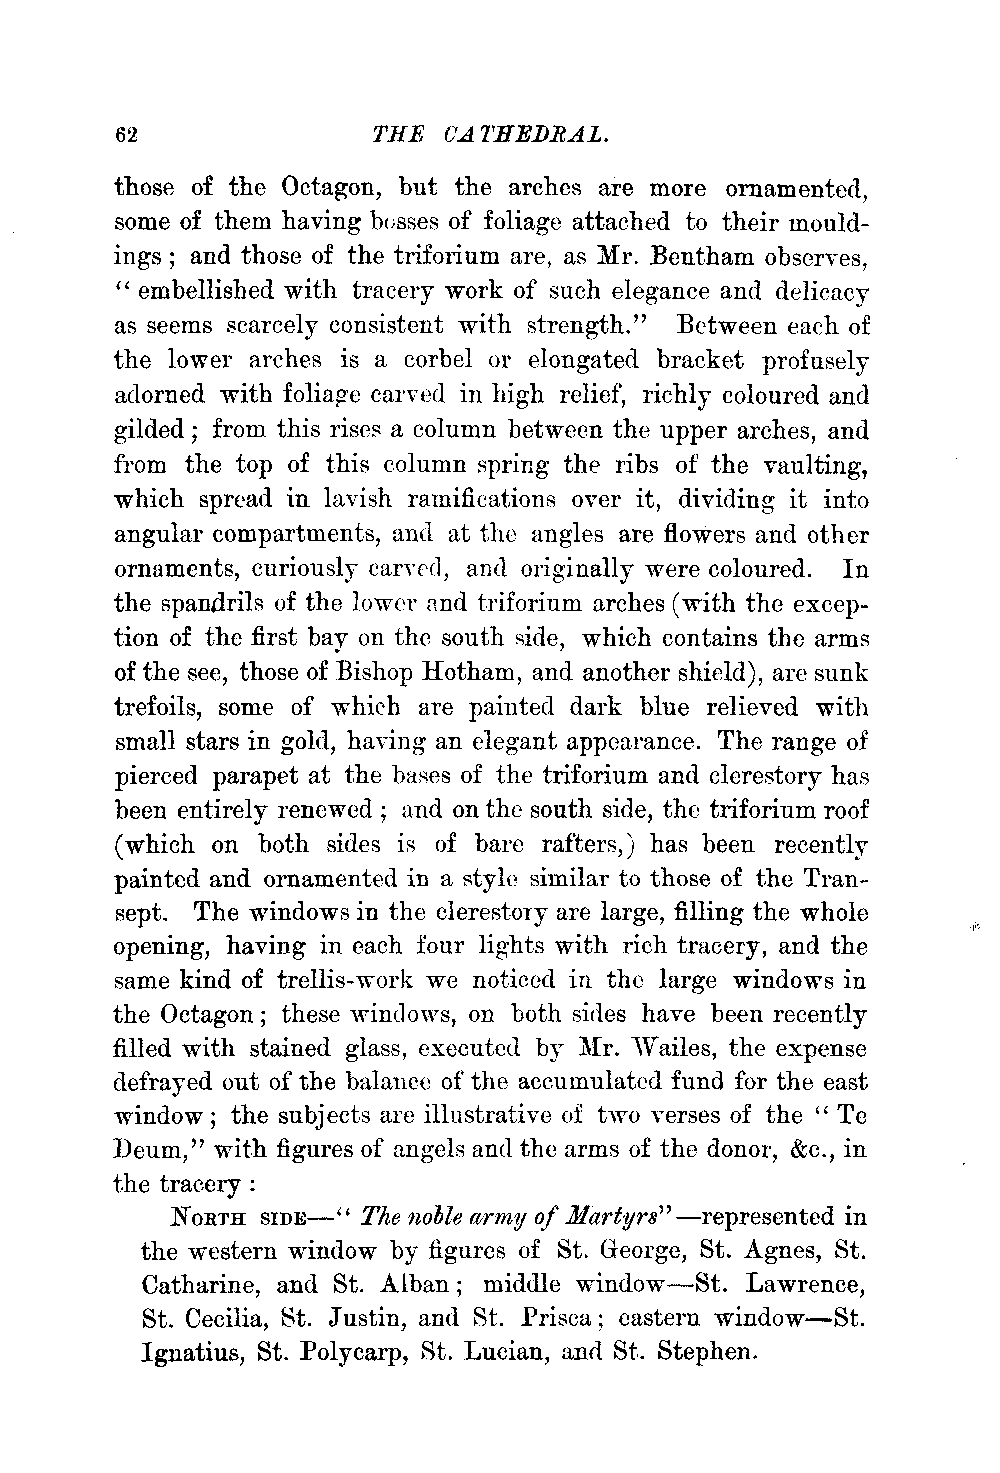 62 THE CATHEDRAL.
those of the Octagon, but the arches are more ornamented,
some of them having bosses of foliage attached to their mould-
ings ; and those of the triforium are, as Mr. Bentham observes,
“ embellished with tracery work of such elegance and delicacy
as seems scarcely consistent with strength.” Between each of
the lower arches is a corbel or elongated bracket profusely
adorned with foliage carved in high relief, richly coloured and
gilded ; from this rises a column between the upper arches, and
from the top of this column spring the ribs of the vaulting,
which spread in lavish ramifications over it, dividing it into
angular compartments, and at the angles are flowers and other
ornaments, curiously carved, and originally were coloured. In
the spandrils of the lower and triforium arches (with the excep-
tion of the first bay on the south side, which contains the arms
of the see, those of Bishop Hotham, and another shield), are sunk
trefoils, some of which are painted dark blue relieved with
small stars in gold, having an elegant appearance. The range of
pierced parapet at the bases of the triforium and clerestory has
been entirely renewed ; and on the south side, the triforium roof
(which on both sides is of bare rafters,) has been recently
painted and ornamented in a style similar to those of the Tran-
sept. The windows in the clerestory are large, filling the whole
opening, having in each four lights with rich tracery, and the
same kind of trellis-work we noticed in the large windows in
the Octagon ; these windows, on both sides have been recently
filled with stained glass, executed by Mr. Wailes, the expense
defrayed out of the balance of the accumulated fund for the east
window ; the subjects are illustrative of two verses of the “ Te
Deum,” with figures of angels and the arms of the donor, &c., in
the tracery :
NORTH SIDE—“ The noble army of Martyrs”—represented in
the western window by figures of St. George, St. Agnes, St.
Catharine, and St. Alban ; middle window—St. Lawrence,
St. Cecilia, St. Justin, and St. Prisca ; eastern window—St.
Ignatius, St. Polycarp, St. Lucian, and St. Stephen.